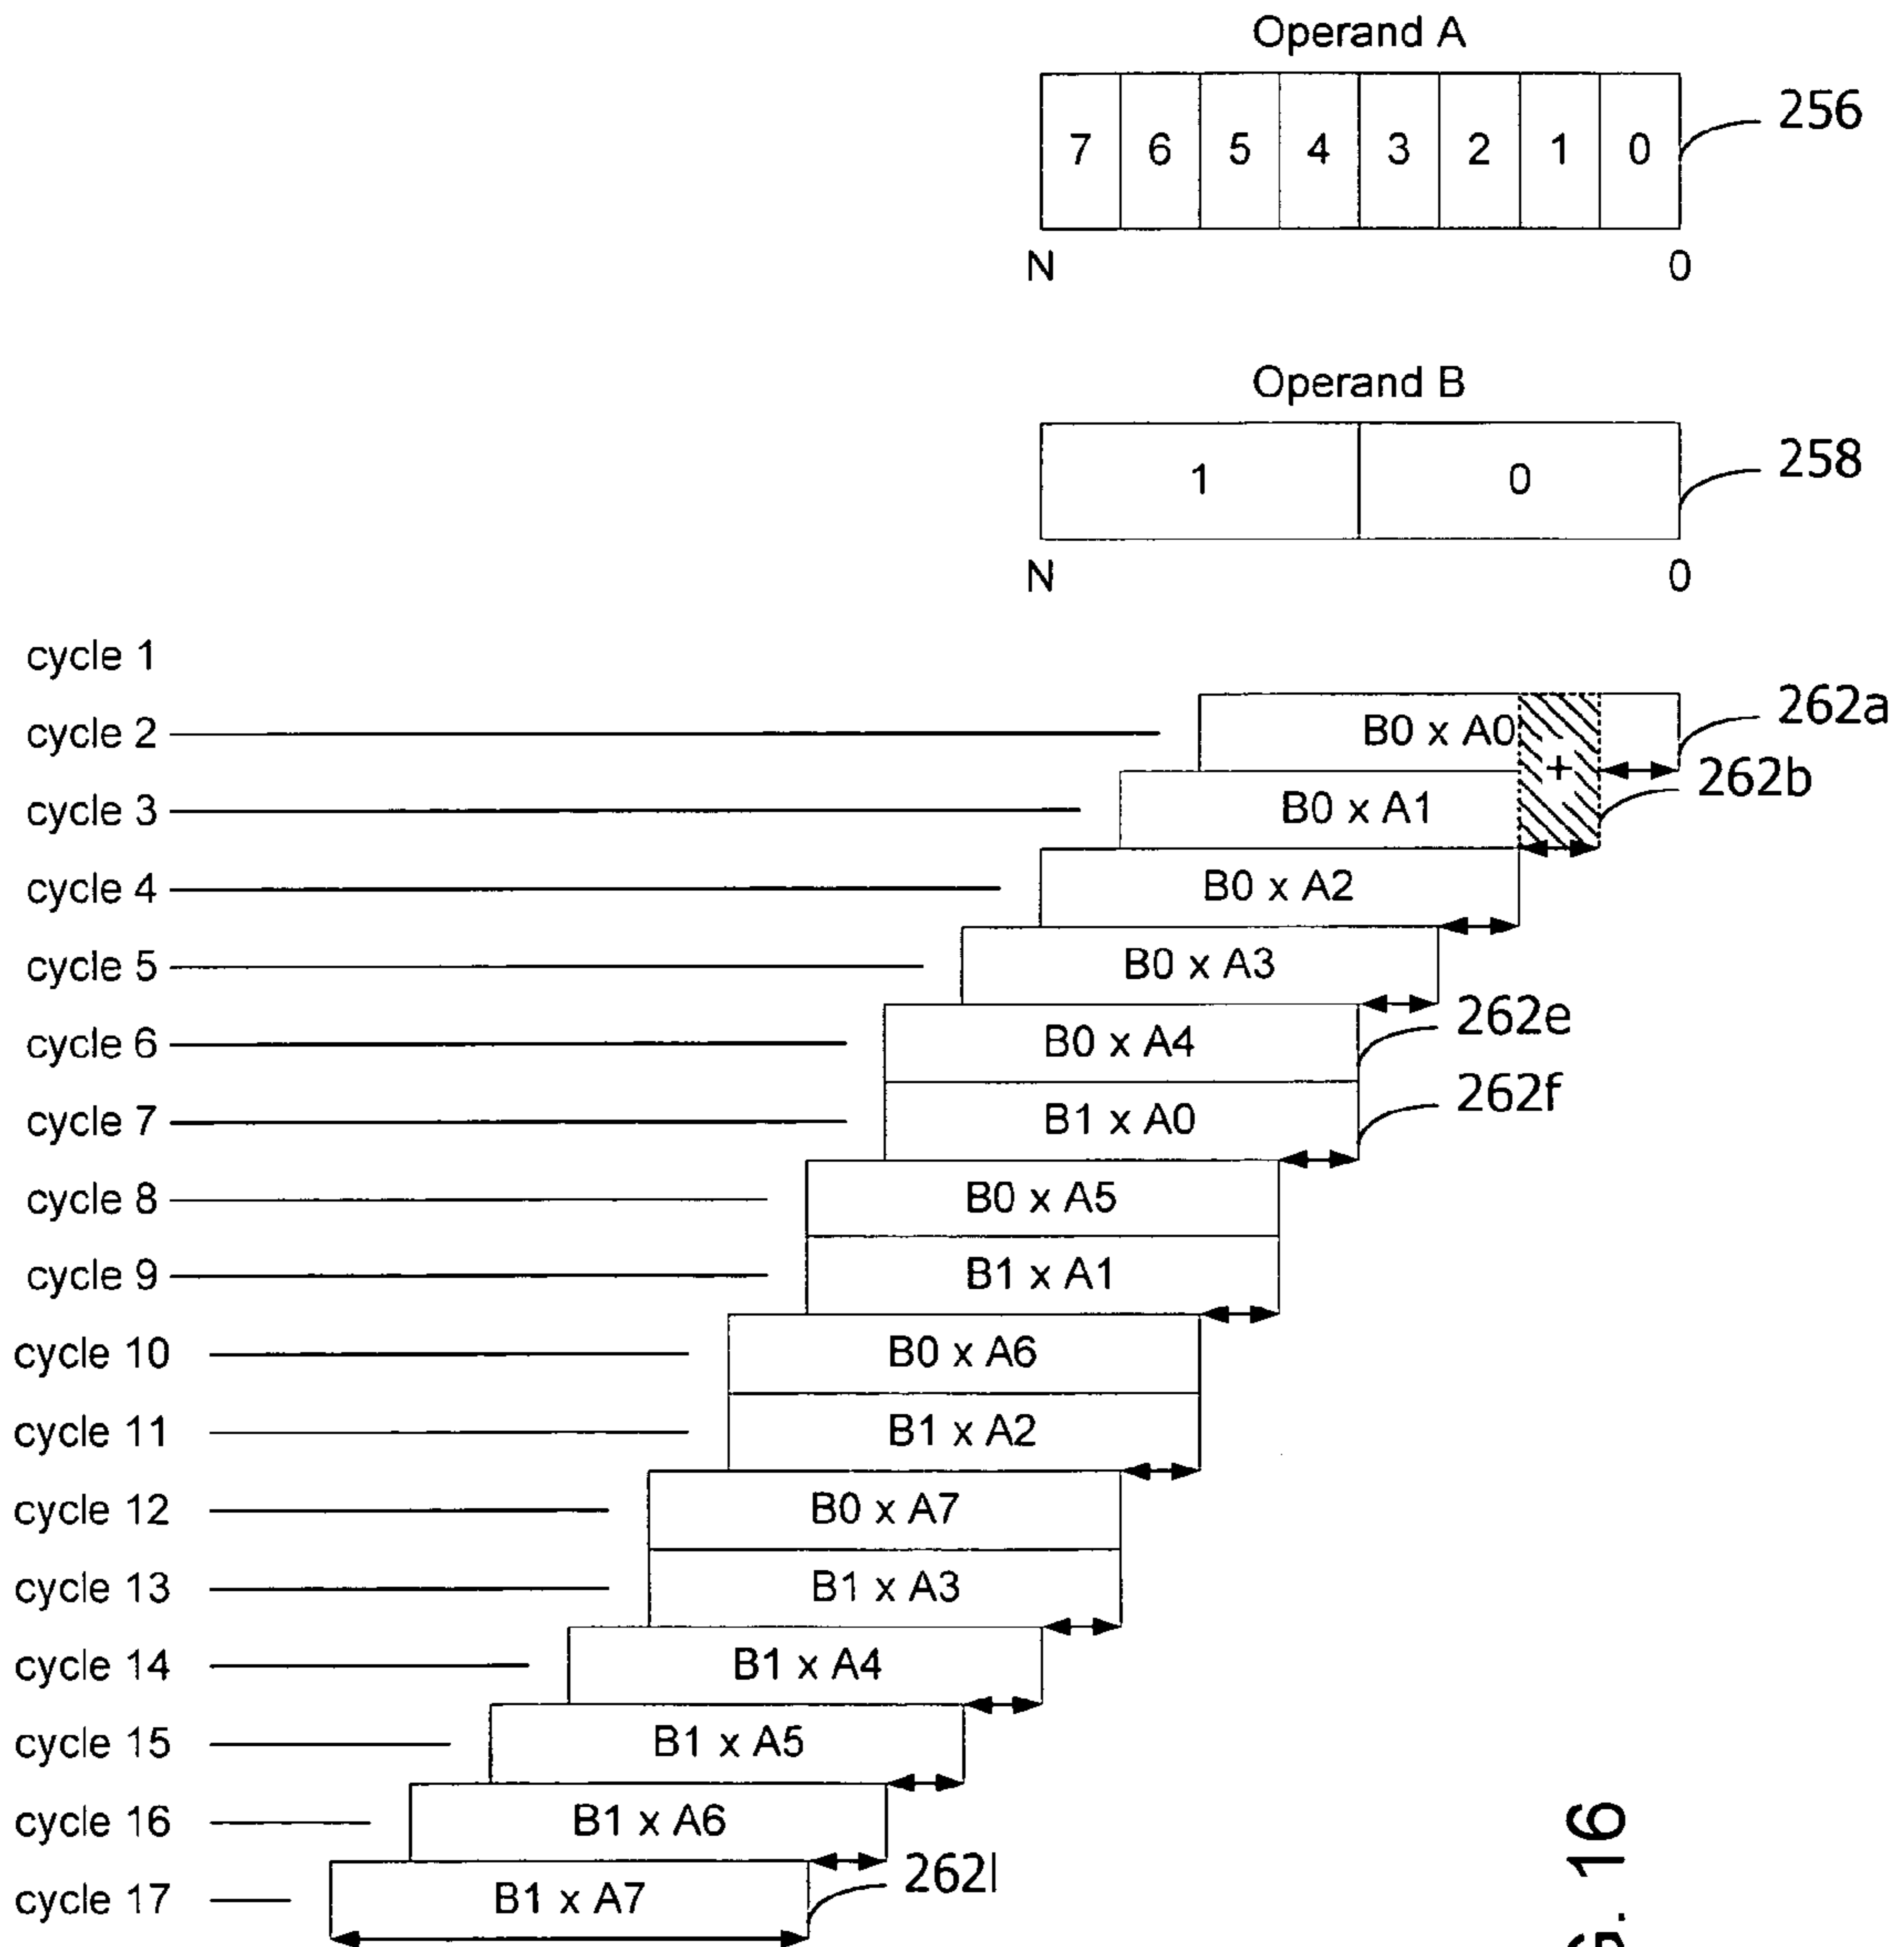 Operand A
7 6 5 4 3 2 1 0
256
N 0
Operand B
1 0
258
N 0
cycle 1
cycle 2 B0 x A0 262a
+
262b
cycle 3 B0 x A1
cycle 4 B0 x A2
cycle 5 B0 x A3
cycle 6 B0 x A4 262e
cycle 7 B1 x A0 262f
cycle 8 B0 x A5
cycle 9 B1 x A1
cycle 10 B0 x A6
cycle 11 B1 x A2
cycle 12 B0 x A7
cycle 13 B1 x A3
cycle 14 B1 x A4
cycle 15 B1 x A5
cycle 16 B1 x A6
cycle 17 B1 x A7 262l
16